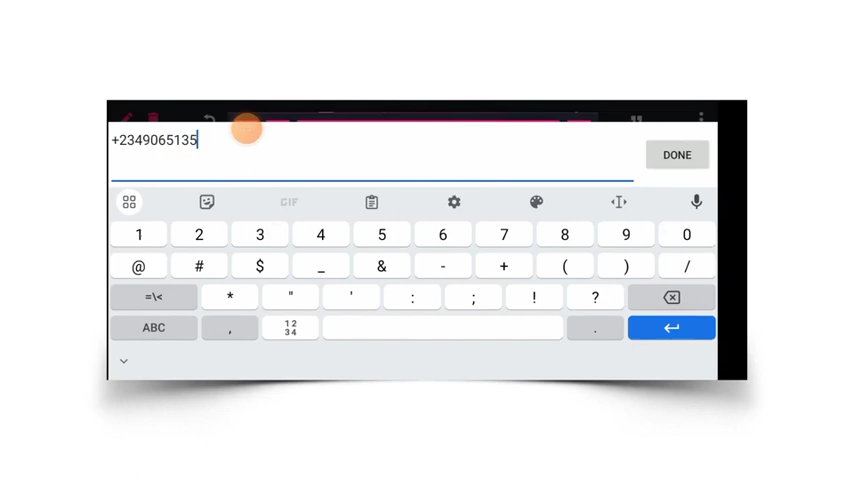 +2349065135
DONE
GIF
1 2 3 4 5 6 7 8 9 0
@ # $ _ & - + ( ) /
=\< * " ' : ; ! ?
ABC , 12 .
34